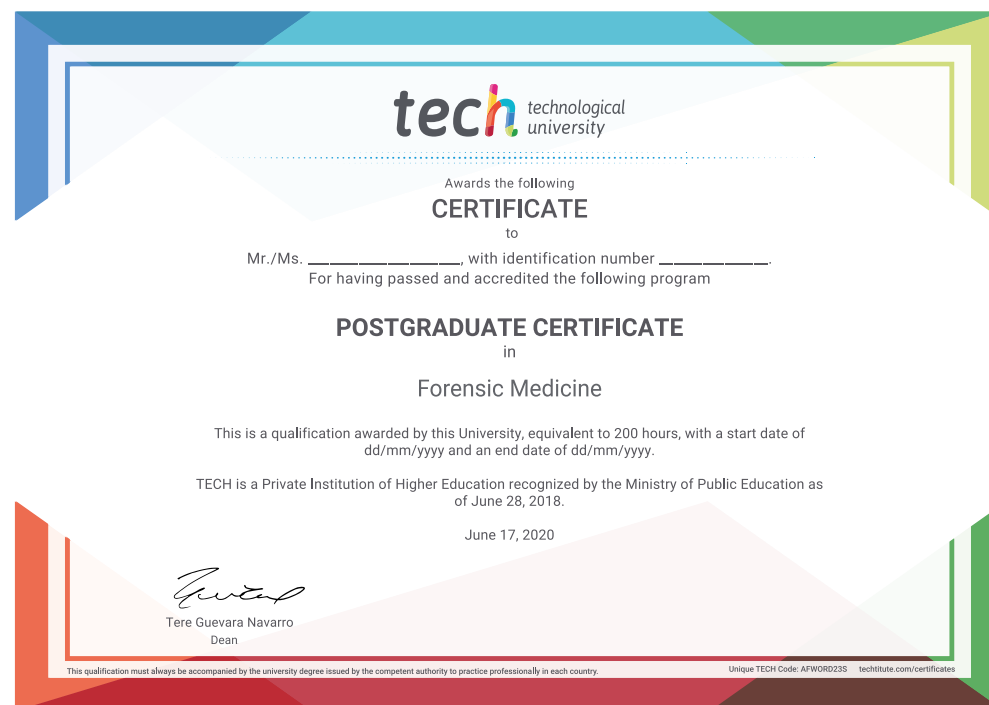 tech technological
university
Awards the following
CERTIFICATE
to
Mr./Ms. ____________________, with identification number ______________.
For having passed and accredited the following program
POSTGRADUATE CERTIFICATE
in
Forensic Medicine
This is a qualification awarded by this University, equivalent to 200 hours, with a start date of
dd/mm/yyyy and an end date of dd/mm/yyyy.
TECH is a Private Institution of Higher Education recognized by the Ministry of Public Education as
of June 28, 2018.
June 17, 2020
Tere Guevara Navarro
Dean
This qualification must always be accompanied by the university degree issued by the competent authority to practice professionally in each country.
Unique TECH Code: AFWORD23S techtitute.com/certificates